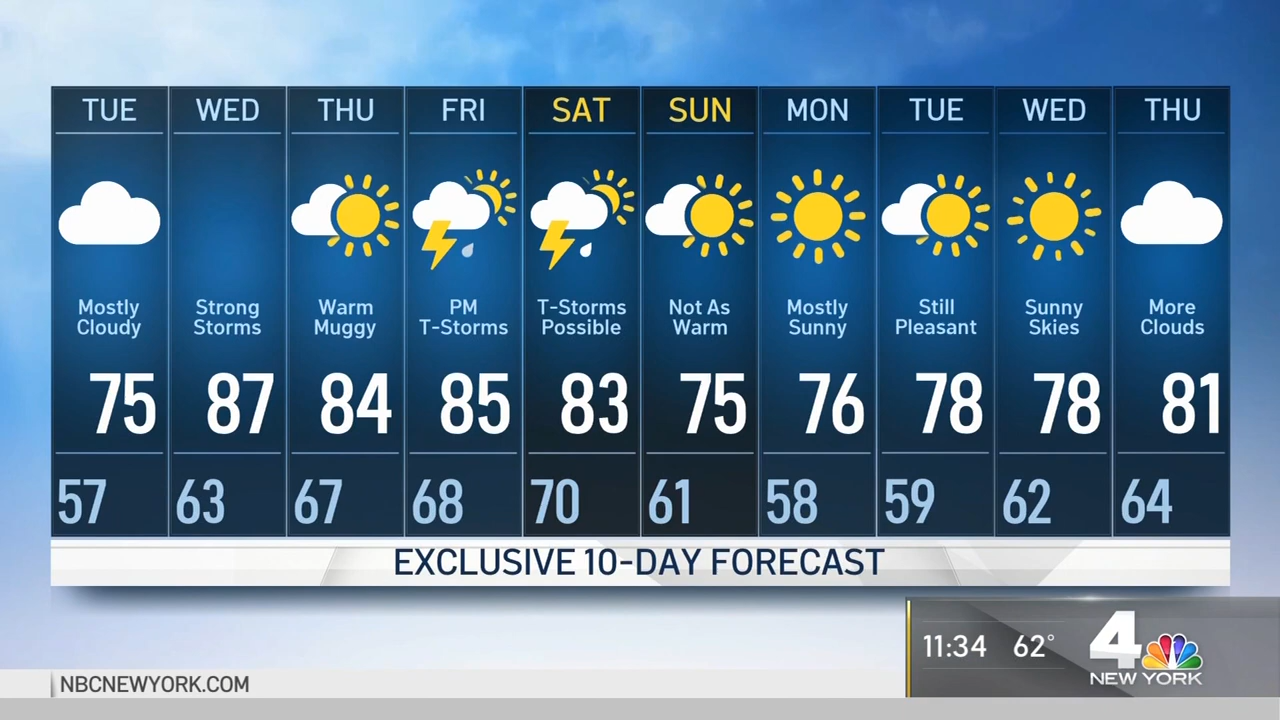 TUE WED THU FRI SAT SUN MON TUE WED THU
Mostly Strong Warm PM T-Storms Not As Mostly Still Sunny More
Cloudy Storms Muggy T-Storms Possible Warm Sunny Pleasant Skies Clouds
75 87 84 85 83 75 76 78 78 81
57 63 67 68 70 61 58 59 62 64
EXCLUSIVE 10-DAY FORECAST
11:34 62° 4
NEW YORK
NBCNEWYORK.COM